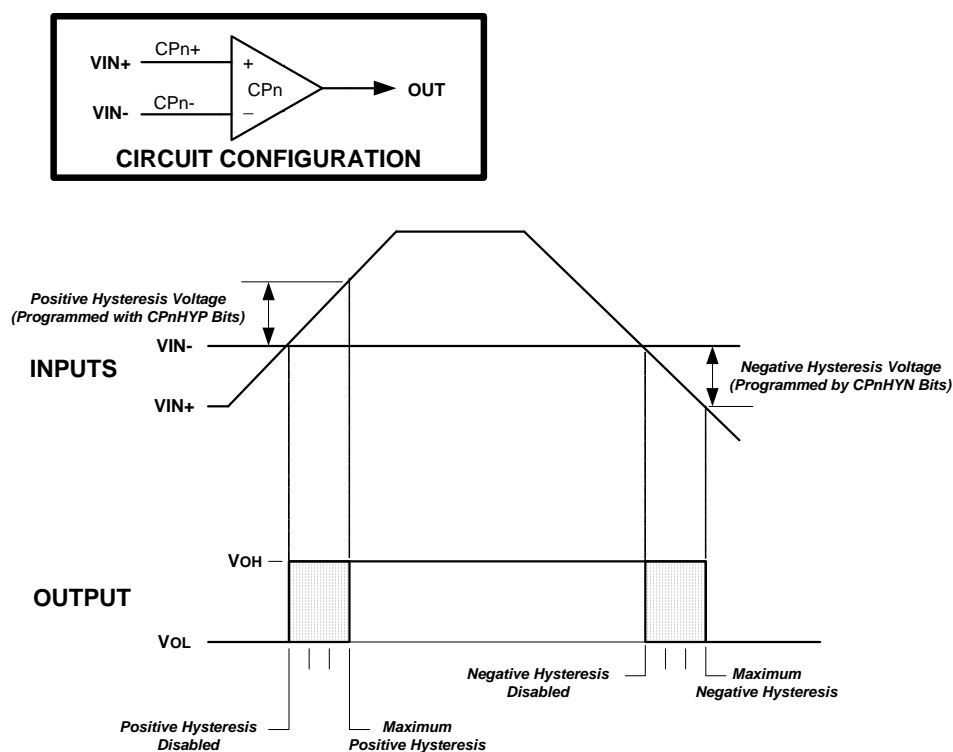 CPn+
VIN+
+
CPn
OUT
CPn-
VIN-
_
CIRCUIT CONFIGURATION
Positive Hysteresis Voltage
(Programmed with CPnHYP Bits)
VIN-
INPUTS
Negative Hysteresis Voltage
(Programmed by CPnHYN Bits)
VIN+
VOH
OUTPUT
VOL
Negative Hysteresis
Disabled
Maximum
Negative Hysteresis
Positive Hysteresis
Disabled
Maximum
Positive Hysteresis